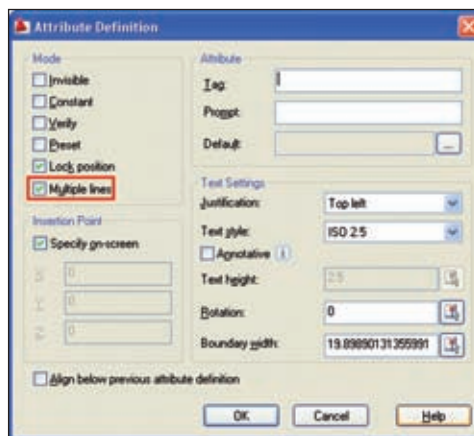 Attribute Definition
Mode
Invisible
Constant
Verify
Preset
Lock position
Multiple lines
Insertion Point
Specify on-screen
X: 0
Y: 0
Z: 0
Attribute
Tag:
Prompt:
Default:
...
Text Settings
Justification: Top left
Text style: ISO 2.5
Annotative
Text height: 2.5
Rotation: 0
Boundary width: 19.89890131355991
Align below previous attribute definition
OK Cancel Help